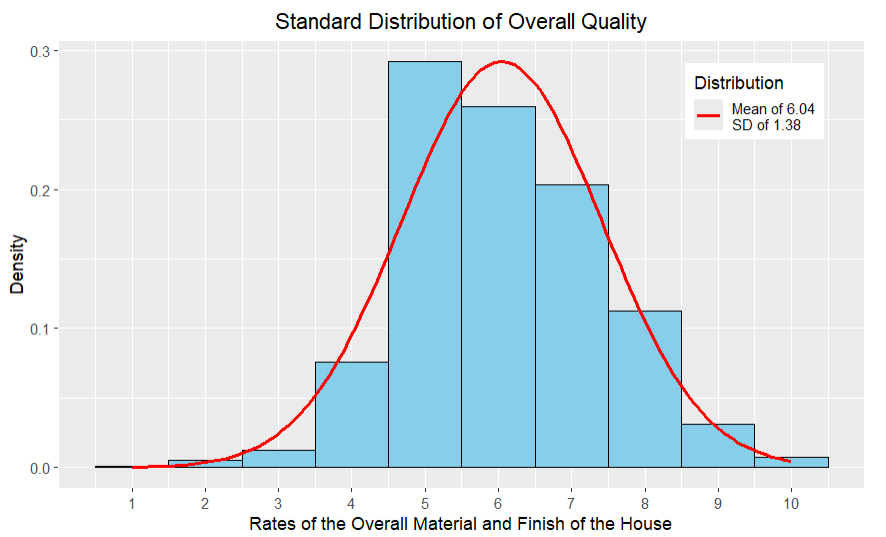 Standard Distribution of Overall Quality
0.3
0.2
0.1
0.0
Density
Distribution
Mean of 6.04
SD of 1.38
1 2 3 4 5 6 7 8 9 10
Rates of the Overall Material and Finish of the House